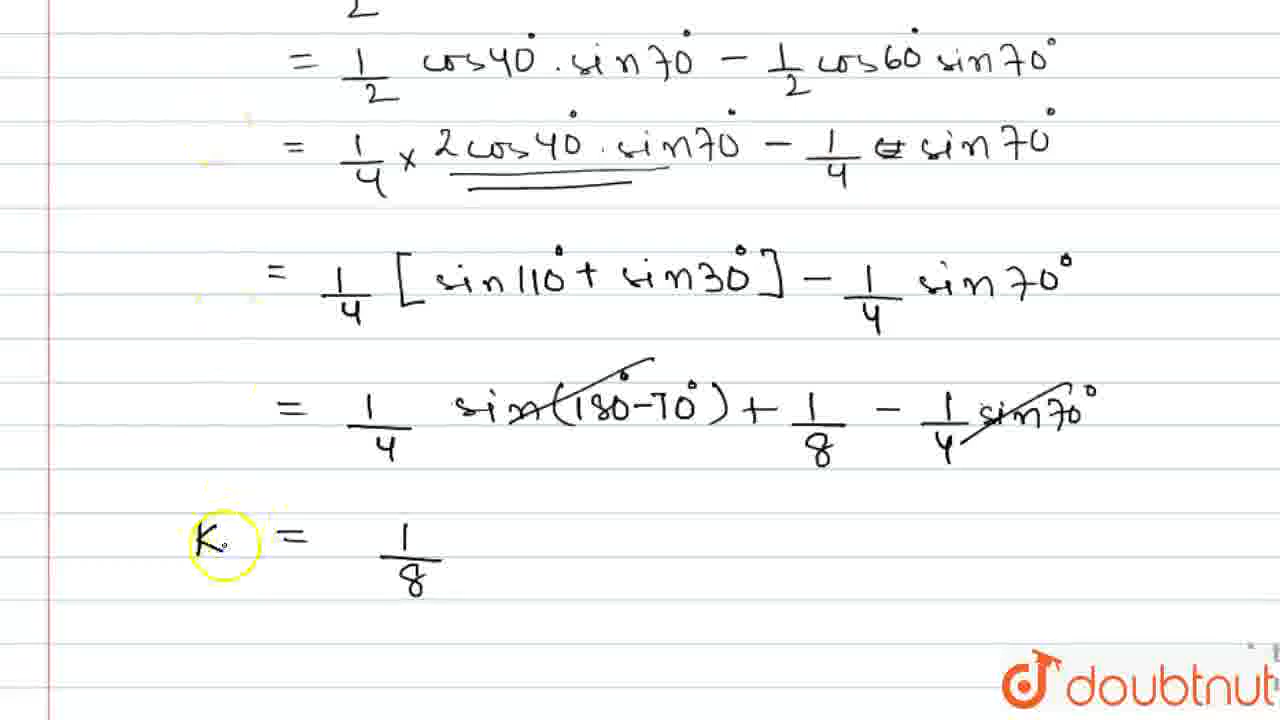 2
= 1/2 cos40° . sin70° - 1/2 cos60° sin70°
= 1/4 × 2cos40° . sin70° - 1/4 sin70°
= 1/4 [sin110° + sin30°] - 1/4 sin70°
= 1/4 sin(180° - 70°) + 1/8 - 1/4 sin70°
K = 1/8
doubtnut